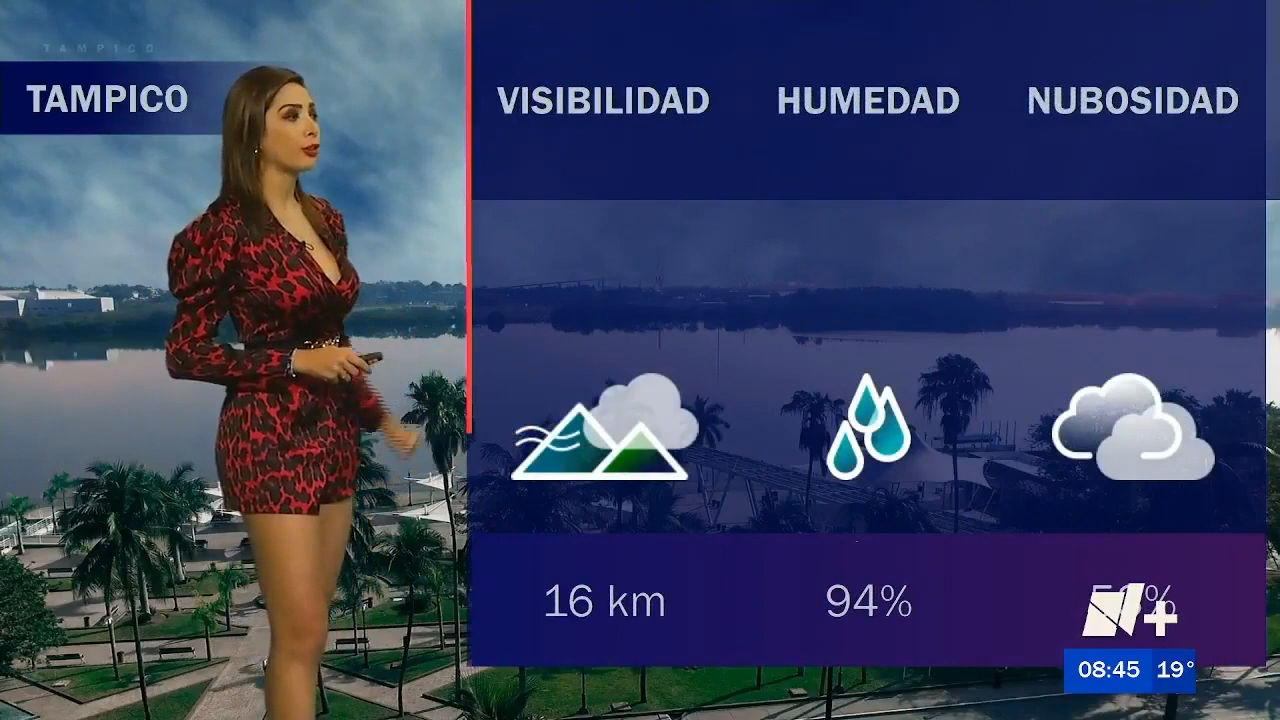 TAMPICO
TAMPICO
VISIBILIDAD HUMEDAD NUBOSIDAD
16 km 94%
N+
08:45 19°